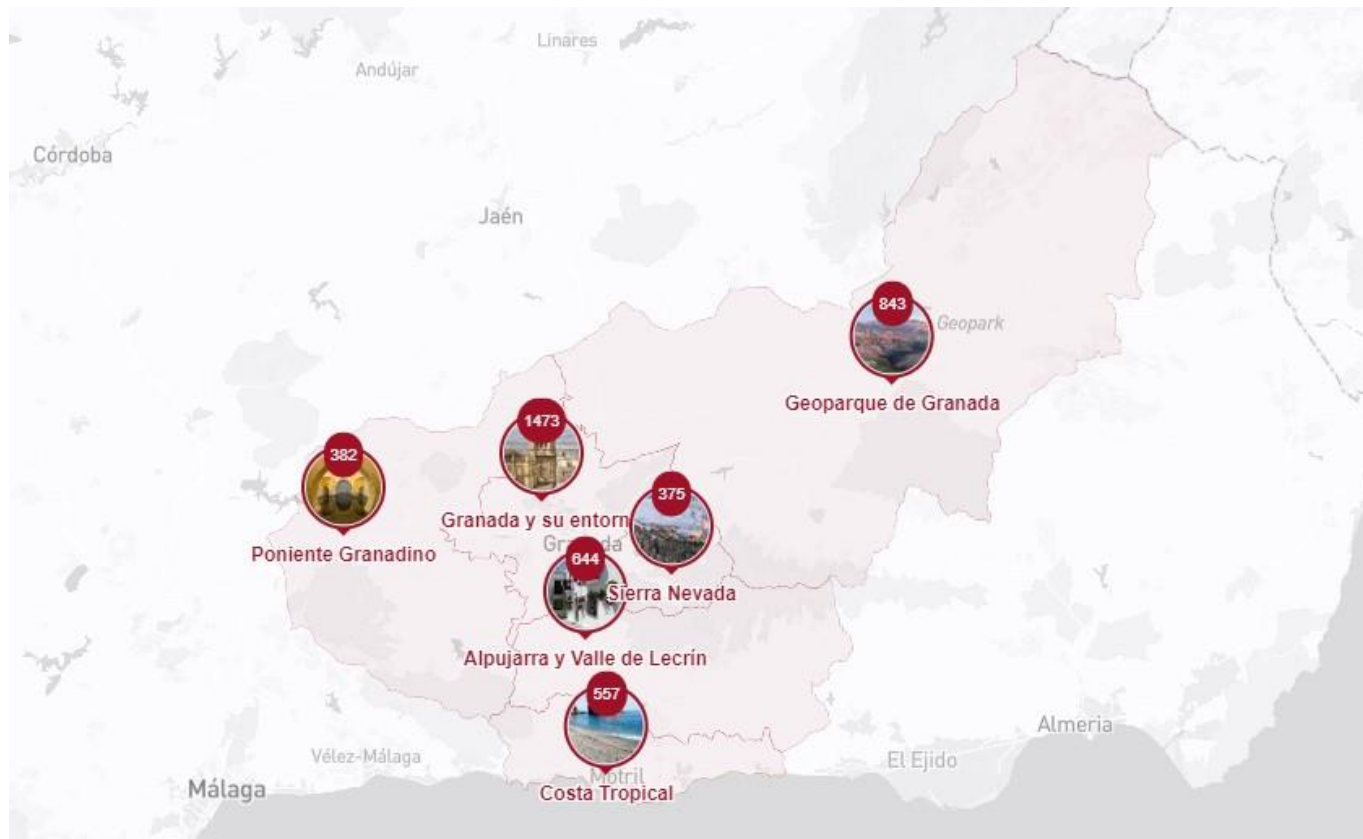 Linares
Andújar
Córdoba
Jaén
843
Geopark
Geoparque de Granada
1473
382
375
Granada y su entorn
Poniente Granadino
644
Sierra Nevada
Alpujarra y Valle de Lecrín
557
Almeria
Vélez-Málaga
El Ejido
Motril
Málaga
Costa Tropical